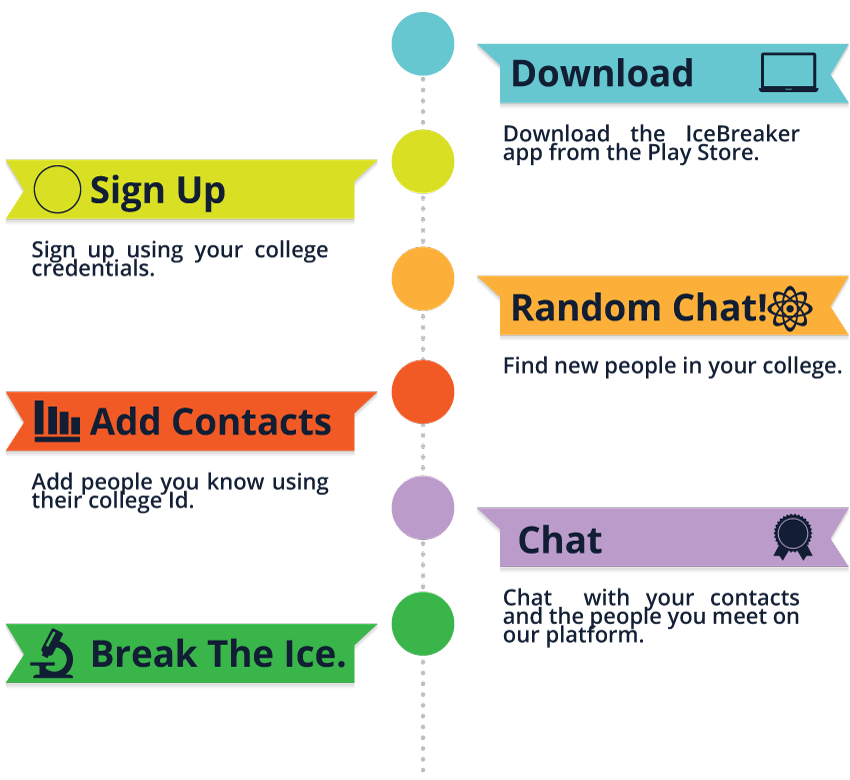 Download
Download the IceBreaker
app from the Play Store.
Sign Up
Sign up using your college
credentials.
Random Chat!
Find new people in your college.
Add Contacts
Add people you know using
their college Id.
Chat
Chat with your contacts
and the people you meet on
our platform.
Break The Ice.